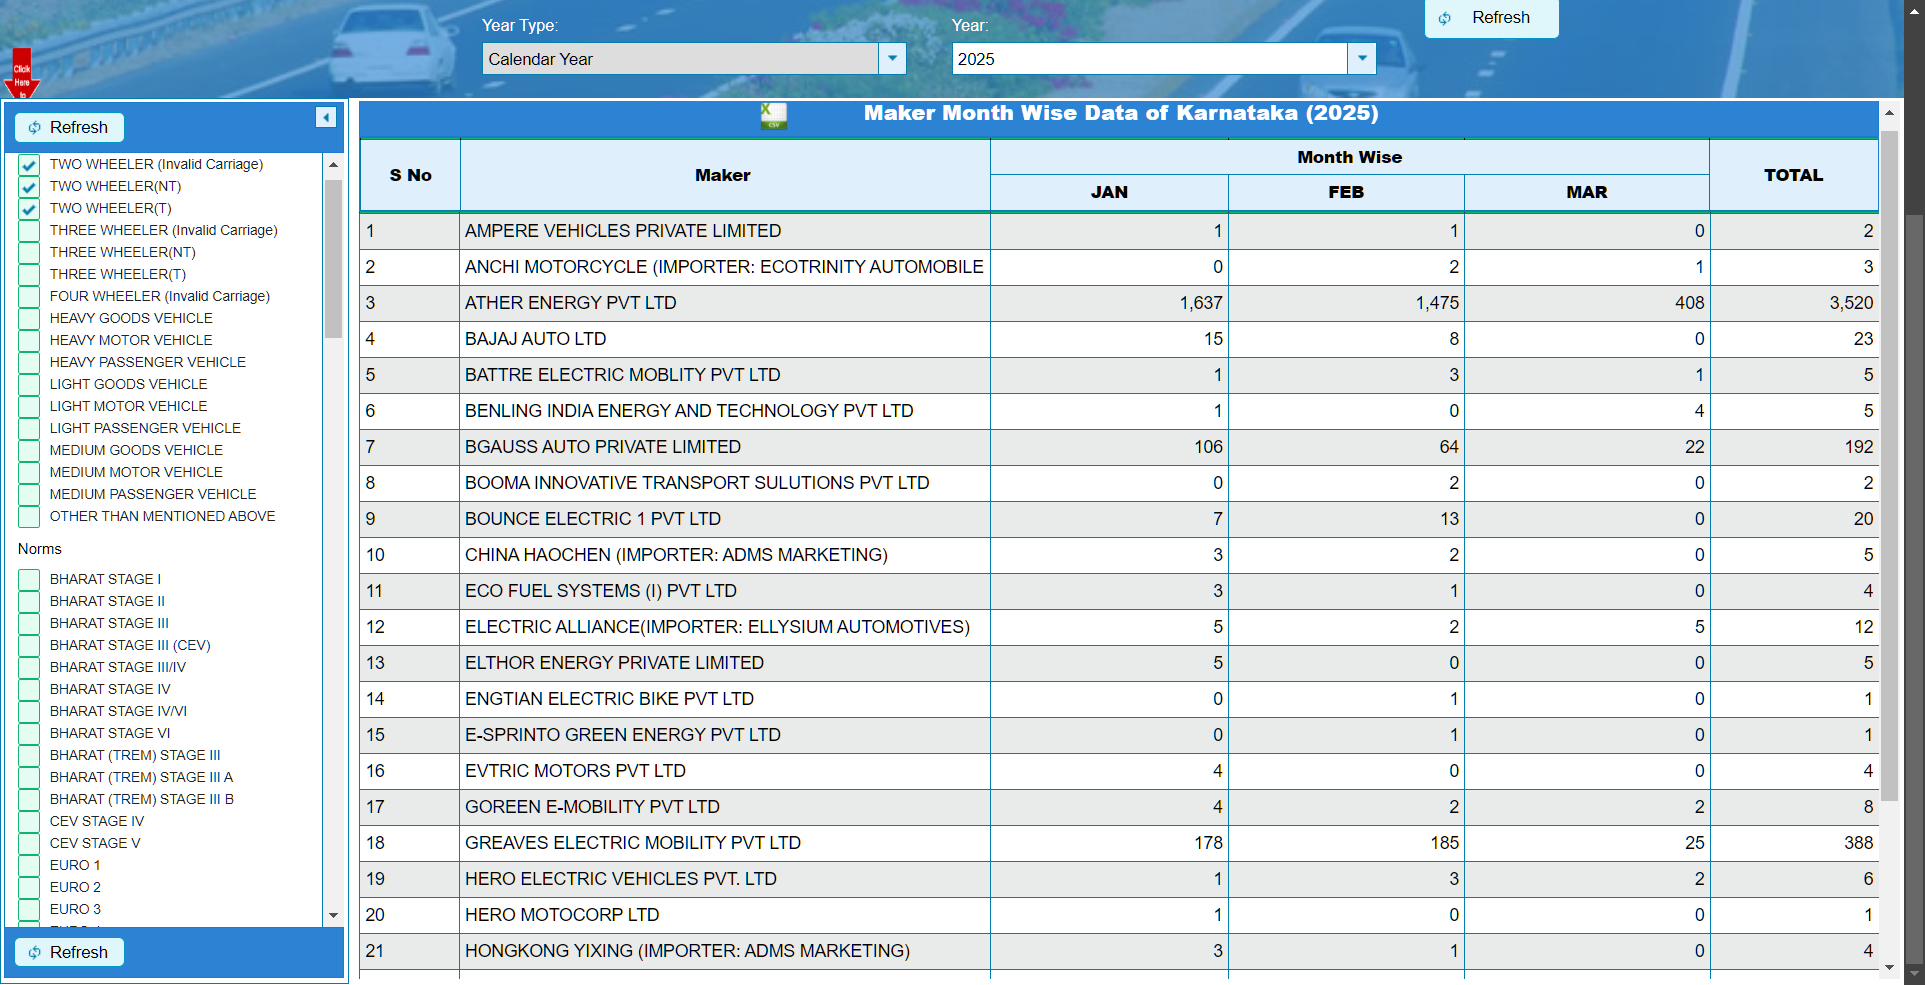 Year Type:
Year:
Refresh
Calendar Year
2025
Click
Here
to
Refresh
TWO WHEELER (Invalid Carriage)
TWO WHEELER(NT)
TWO WHEELER(T)
THREE WHEELER (Invalid Carriage)
THREE WHEELER(NT)
THREE WHEELER(T)
FOUR WHEELER (Invalid Carriage)
HEAVY GOODS VEHICLE
HEAVY MOTOR VEHICLE
HEAVY PASSENGER VEHICLE
LIGHT GOODS VEHICLE
LIGHT MOTOR VEHICLE
LIGHT PASSENGER VEHICLE
MEDIUM GOODS VEHICLE
MEDIUM MOTOR VEHICLE
MEDIUM PASSENGER VEHICLE
OTHER THAN MENTIONED ABOVE
Norms
BHARAT STAGE I
BHARAT STAGE II
BHARAT STAGE III
BHARAT STAGE III (CEV)
BHARAT STAGE III/IV
BHARAT STAGE IV
BHARAT STAGE IV/VI
BHARAT STAGE VI
BHARAT (TREM) STAGE III
BHARAT (TREM) STAGE III A
BHARAT (TREM) STAGE III B
CEV STAGE IV
CEV STAGE V
EURO 1
EURO 2
EURO 3
Refresh
X CSV
Maker Month Wise Data of Karnataka (2025)
S No Maker Month Wise TOTAL
JAN FEB MAR
1 AMPERE VEHICLES PRIVATE LIMITED 1 1 0 2
2 ANCHI MOTORCYCLE (IMPORTER: ECOTRINITY AUTOMOBILE 0 2 1 3
3 ATHER ENERGY PVT LTD 1,637 1,475 408 3,520
4 BAJAJ AUTO LTD 15 8 0 23
5 BATTRE ELECTRIC MOBLITY PVT LTD 1 3 1 5
6 BENLING INDIA ENERGY AND TECHNOLOGY PVT LTD 1 0 4 5
7 BGAUSS AUTO PRIVATE LIMITED 106 64 22 192
8 BOOMA INNOVATIVE TRANSPORT SULUTIONS PVT LTD 0 2 0 2
9 BOUNCE ELECTRIC 1 PVT LTD 7 13 0 20
10 CHINA HAOCHEN (IMPORTER: ADMS MARKETING) 3 2 0 5
11 ECO FUEL SYSTEMS (I) PVT LTD 3 1 0 4
12 ELECTRIC ALLIANCE(IMPORTER: ELLYSIUM AUTOMOTIVES) 5 2 5 12
13 ELTHOR ENERGY PRIVATE LIMITED 5 0 0 5
14 ENGTIAN ELECTRIC BIKE PVT LTD 0 1 0 1
15 E-SPRINTO GREEN ENERGY PVT LTD 0 1 0 1
16 EVTRIC MOTORS PVT LTD 4 0 0 4
17 GOREEN E-MOBILITY PVT LTD 4 2 2 8
18 GREAVES ELECTRIC MOBILITY PVT LTD 178 185 25 388
19 HERO ELECTRIC VEHICLES PVT. LTD 1 3 2 6
20 HERO MOTOCORP LTD 1 0 0 1
21 HONGKONG YIXING (IMPORTER: ADMS MARKETING) 3 1 0 4